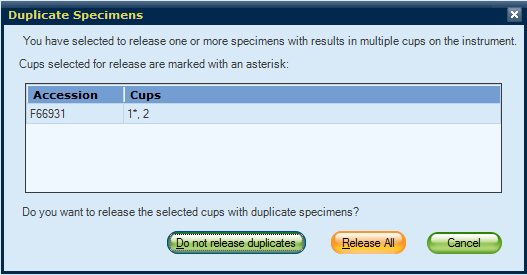 Duplicate Specimens
You have selected to release one or more specimens with results in multiple cups on the instrument.
Cups selected for release are marked with an asterisk:
Accession Cups
F66931 1*, 2
Do you want to release the selected cups with duplicate specimens?
Do not release duplicates Release All Cancel